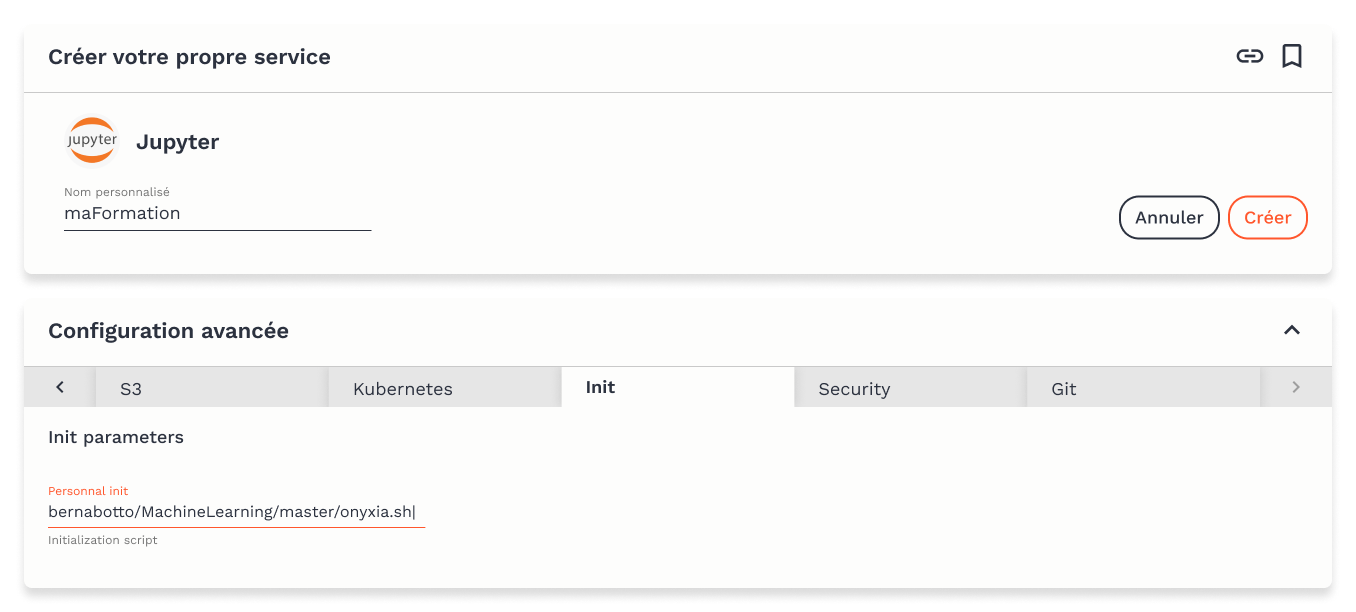 Créer votre propre service
jupyter
Jupyter
Nom personnalisé
maFormation
Annuler
Créer
Configuration avancée
S3
Kubernetes
Init
Security
Git
Init parameters
Personnal init
bernabotto/MachineLearning/master/onyxia.sh
Initialization script